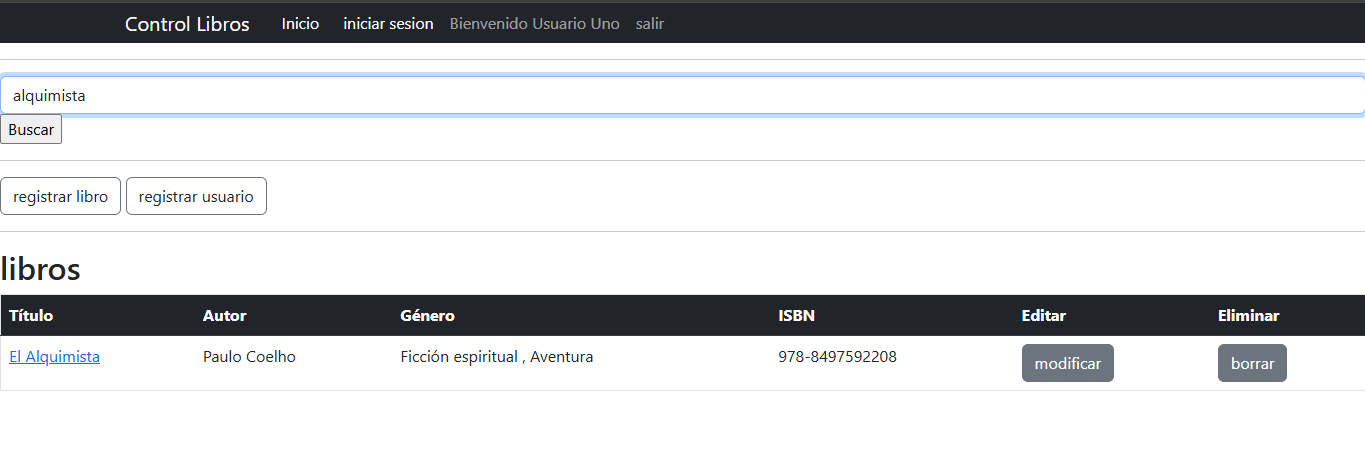 Control Libros Inicio iniciar sesion Bienvenido Usuario Uno salir
alquimista
Buscar
registrar libro registrar usuario
libros
Título Autor Género ISBN Editar Eliminar
El Alquimista Paulo Coelho Ficción espiritual , Aventura 978-8497592208 modificar borrar